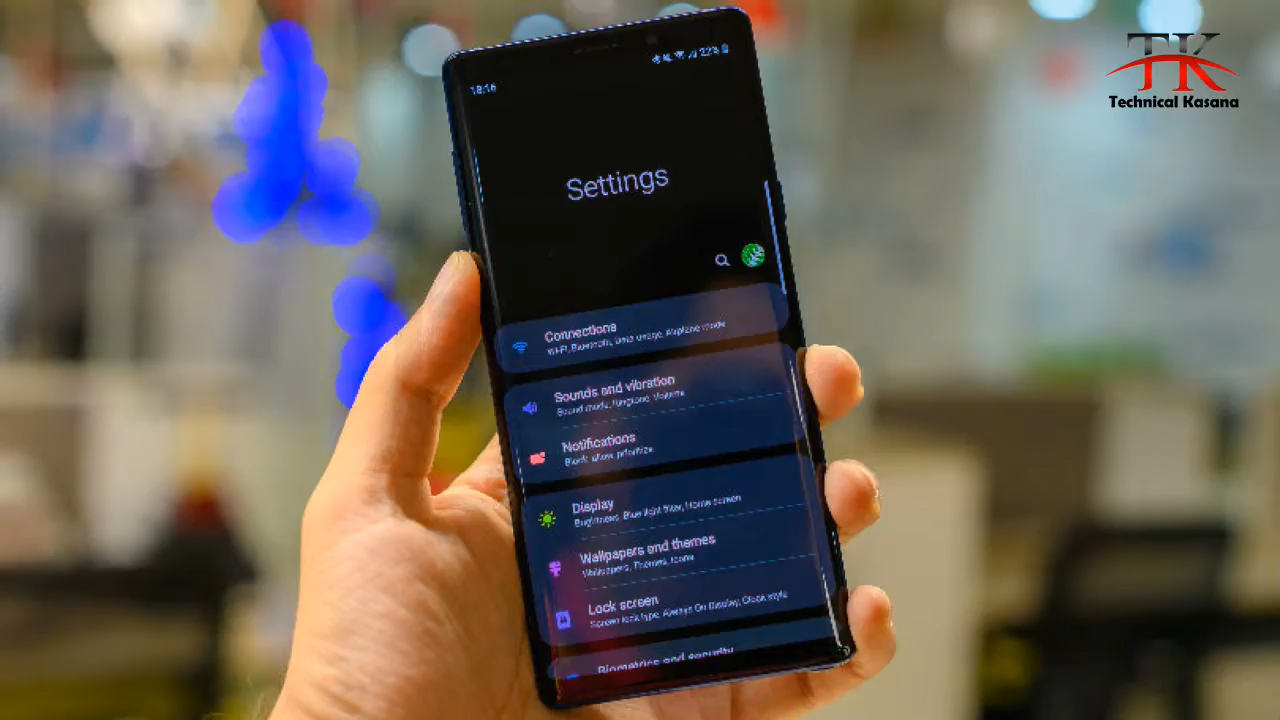 TK
Technical Kasana
18:16
22%
Settings
Connections
Wi-Fi, Bluetooth, Data usage, Airplane mode
Sounds and vibration
Sound mode, Ringtone, Volume
Notifications
Block, allow, prioritize
Display
Brightness, Blue light filter, Home screen
Wallpapers and themes
Wallpapers, Themes, Icons
Lock screen
Screen lock type, Always On Display, Clock style
Biometrics and security